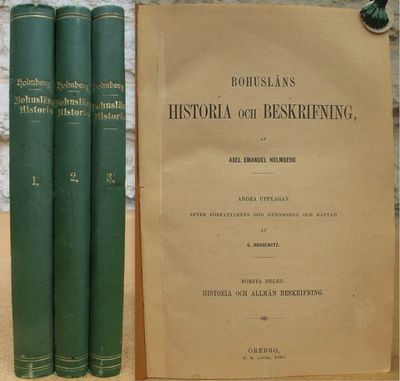 Holmberg
Bohusläns
Historia
1.
Holmberg
Bohusläns
Historia
2.
Holmberg
Bohusläns
Historia
3.
BOHUSLÄNS
HISTORIA OCH BESKRIFNING,
AF
AXEL EMANUEL HOLMBERG.
ANDRA UPPLAGAN,
EFTER FÖRFATTARENS DÖD GENOMSEDD OCH RÄTTAD
AF
G. BRUSEWITZ.
FÖRSTA DELEN:
HISTORIA OCH ALLMÄN BESKRIFNING.
ÖREBRO,